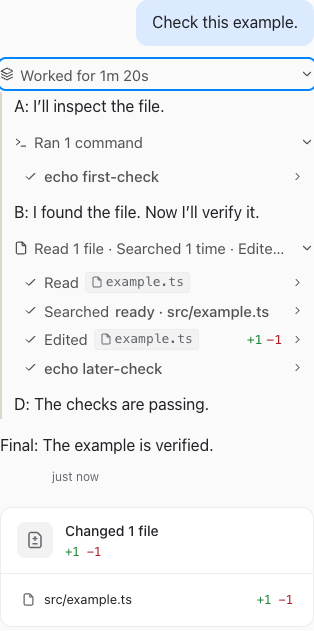 Check this example.
Worked for 1m 20s
A: I’ll inspect the file.
Ran 1 command
echo first-check
B: I found the file. Now I’ll verify it.
Read 1 file · Searched 1 time · Edite...
Read example.ts
Searched ready · src/example.ts
Edited example.ts +1 −1
echo later-check
D: The checks are passing.
Final: The example is verified.
just now
Changed 1 file
+1 −1
src/example.ts +1 −1